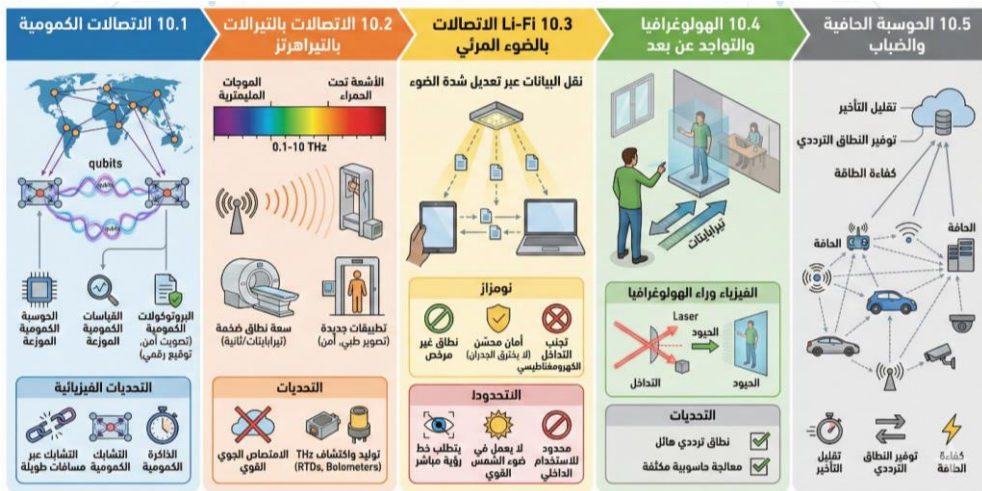 10.1 الاتصالات الكمومية
qubits
qubits
qubits
الحوسبة
الكمومية
الموزعة
القياسات
الكمومية
الموزعة
البروتوكولات
الكمومية
(تصويت آمن،
توقيع رقمي)
التحديات الفيزيائية
التشابك عبر
مسافات طويلة
التشابك
الكمومية
الذاكرة
الكمومية
10.2 الاتصالات بالتيرالات
بالتيراهرتز
الموجات
المليمترية
الأشعة تحت
الحمراء
0.1-10 THz
سعة نطاق ضخمة
(تيرابايتات/ثانية)
تطبيقات جديدة
(تصوير طبي, أمن)
التحديات
الامتصاص الجوي
القوي
توليد واكتشاف THz
(RTDs, Bolometers)
10.3 Li-Fi الاتصالات
بالضوء المرئي
نقل البيانات عبر تعديل شدة الضوء
نومزاز
نطاق غير
مرخص
أمان محسّن
(لا يخترق الجدران)
تجنب
التداخل
الكهرومغناطيسي
الاتحدودا
يتطلب خط
رؤية مباشر
لا يعمل في
ضوء الشمس
القوي
محدود
للاستخدام
الداخلي
10.4 الهولوغرافيا
والتواجد عن بعد
تيرابايتات
الفيزياء وراء الهولوغرافيا
Laser
الحيود
التداخل
الحيود
التحديات
نطاق ترددي هائل
معالجة حاسوبية مكثفة
10.5 الحوسبة الحافية
والضباب
تقليل التأخير
توفير النطاق الترددي
كفاءة الطاقة
الحافة
الحافة
تقليل
التأخير
توفير النطاق
الترددي
كفاءة
الطاقة